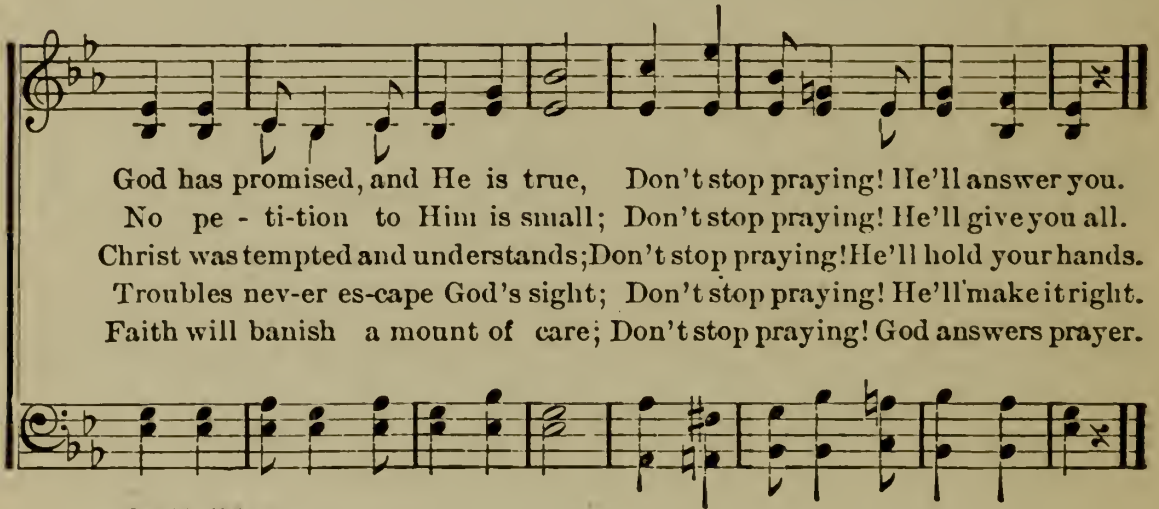 God has promised, and He is true, Don't stop praying! He'll answer you.
No pe - ti-tion to Him is small; Don't stop praying! He'll give you all.
Christ was tempted and understands; Don't stop praying! He'll hold your hands.
Troubles nev-er es-cape God's sight; Don't stop praying! He'll make it right.
Faith will banish a mount of care; Don't stop praying! God answers prayer.